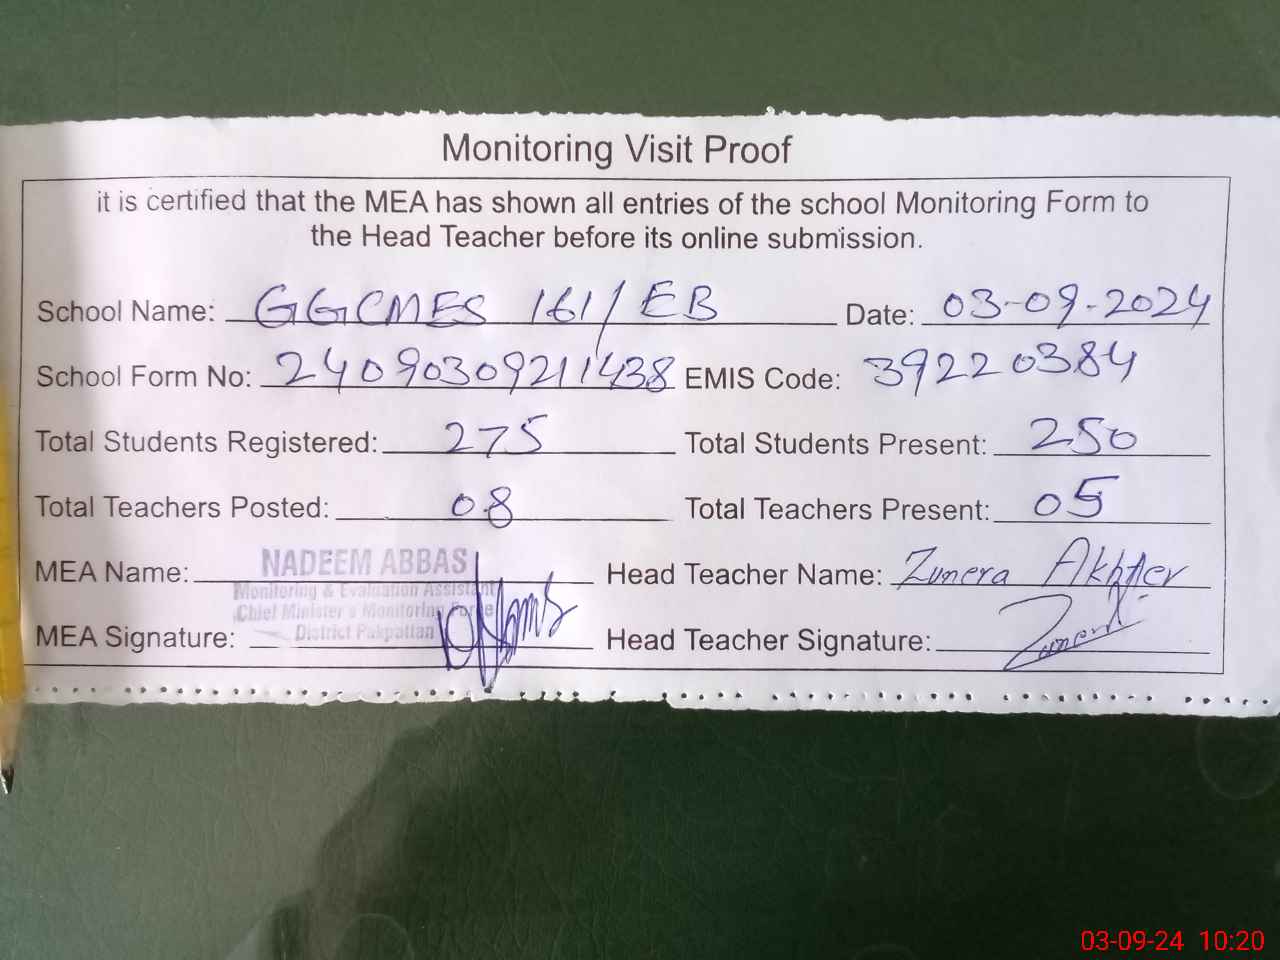 Monitoring Visit Proof
it is certified that the MEA has shown all entries of the school Monitoring Form to
the Head Teacher before its online submission.
School Name: GGCMES 161/EB Date: 03-09-2024
School Form No: 24090309211438 EMIS Code: 39220384
Total Students Registered: 275 Total Students Present: 250
Total Teachers Posted: 08 Total Teachers Present: 05
MEA Name: NADEEM ABBAS Head Teacher Name: Zunera Akhter
Monitoring & Evaluation Assistant
Chief Minister's Monitoring Force
District Pakpattan
MEA Signature: Head Teacher Signature: Zunera
03-09-24 10:20